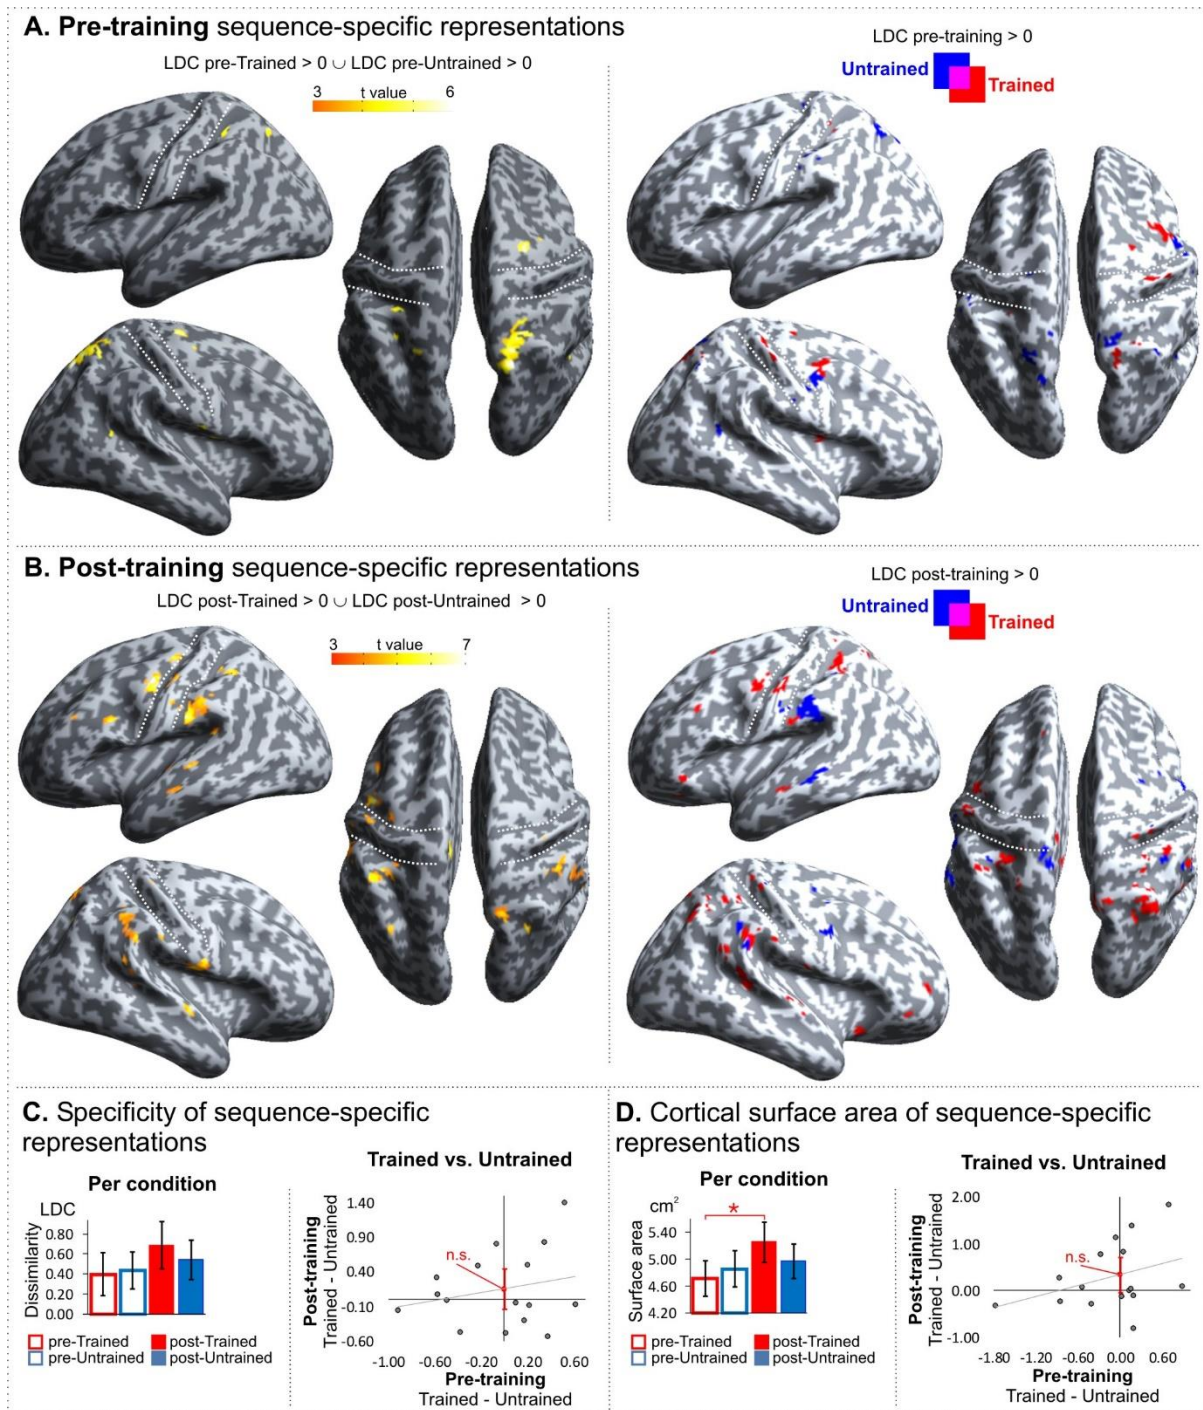 A. Pre-training sequence-specific representations
LDC pre-Trained > 0 ∪ LDC pre-Untrained > 0
3 t value 6
LDC pre-training > 0
Untrained
Trained
B. Post-training sequence-specific representations
LDC post-Trained > 0 ∪ LDC post-Untrained > 0
3 t value 7
LDC post-training > 0
Untrained
Trained
C. Specificity of sequence-specific
representations
Per condition
LDC
Dissimilarity
0.80
0.60
0.40
0.20
0.00
pre-Trained post-Trained
pre-Untrained post-Untrained
Trained vs. Untrained
Post-training
Trained - Untrained
1.40
0.90
0.40
-0.10
-0.60
n.s.
-1.00 -0.60 -0.20 0.20 0.60
Pre-training
Trained - Untrained
D. Cortical surface area of sequence-specific
representations
Per condition
cm²
Surface area
5.40
5.00
4.60
4.20
*
pre-Trained post-Trained
pre-Untrained post-Untrained
Trained vs. Untrained
Post-training
Trained - Untrained
2.00
1.00
0.00
-1.00
n.s.
-1.80 -0.60 0.00 0.60
Pre-training
Trained - Untrained